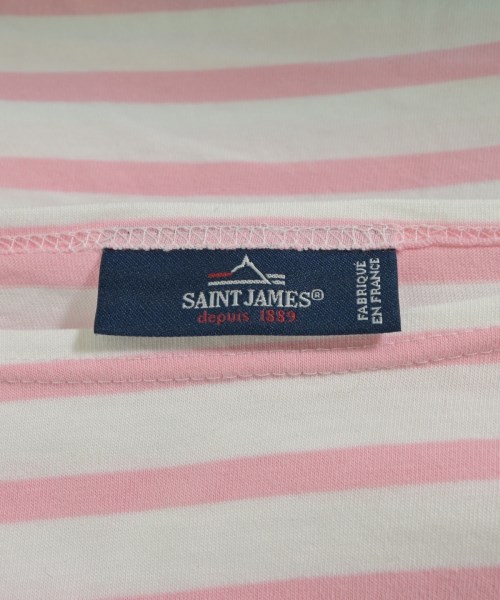 SAINT JAMES®
depuis 1889
FABRIQUÉ
EN FRANCE